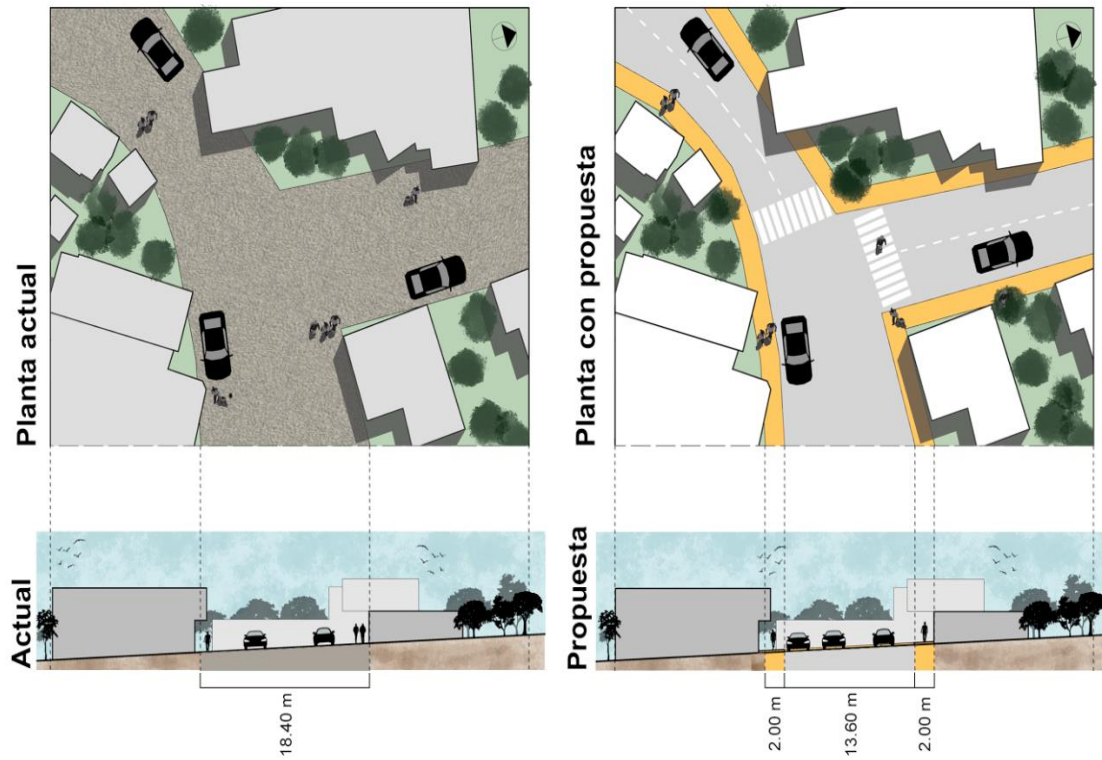 Planta actual
Planta con propuesta
Actual
Propuesta
18.40 m
2.00 m
13.60 m
2.00 m